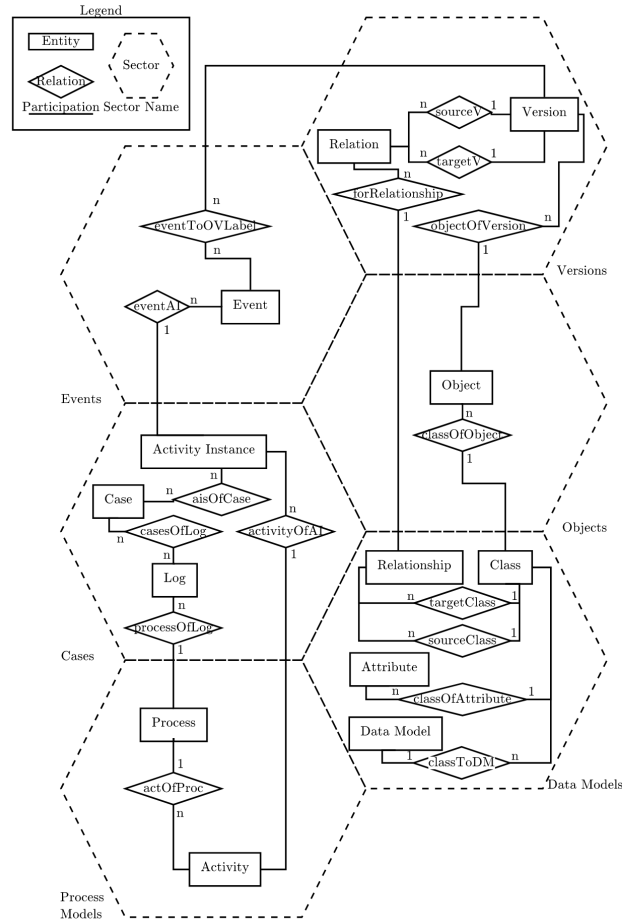 Legend
Entity
Relation
Sector
Participation Sector Name
n sourceV 1 Version
Relation
n targetV 1
n
forRelationship
1
n
eventToOVLabel
n
objectOfVersion n
1
Versions
eventAI n Event
1
Object
n
Events
classOfObject
1
Activity Instance
n
Case n aisOfCase
n
casesOfLog
n
activityOfAI
1
n
Objects
Log
n
processOfLog
1
Cases
Relationship Class
n targetClass 1
n sourceClass 1
Attribute
n classOfAttribute 1
Data Model
1 classToDM n
Data Models
Process
1
actOfProc
n
Activity
Process
Models